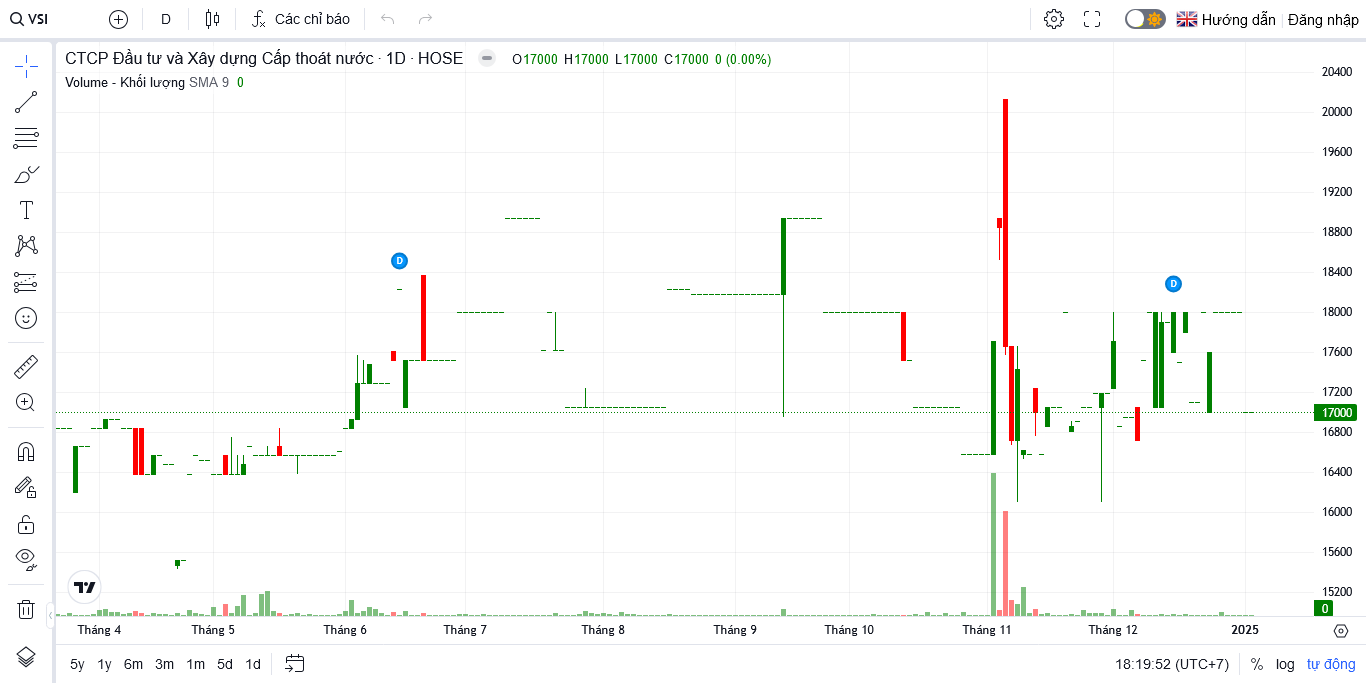 VSI D Các chỉ báo Hướng dẫn Đăng nhập
CTCP Đầu tư và Xây dựng Cấp thoát nước · 1D · HOSE O17000 H17000 L17000 C17000 0 (0.00%)
Volume - Khối lượng SMA 9 0
20400
20000
19600
19200
18800
18400
18000
17600
17200
17000
16800
16400
16000
15600
15200
0
D
D
Tháng 4 Tháng 5 Tháng 6 Tháng 7 Tháng 8 Tháng 9 Tháng 10 Tháng 11 Tháng 12 2025
5y 1y 6m 3m 1m 5d 1d 18:19:52 (UTC+7) % log tự động